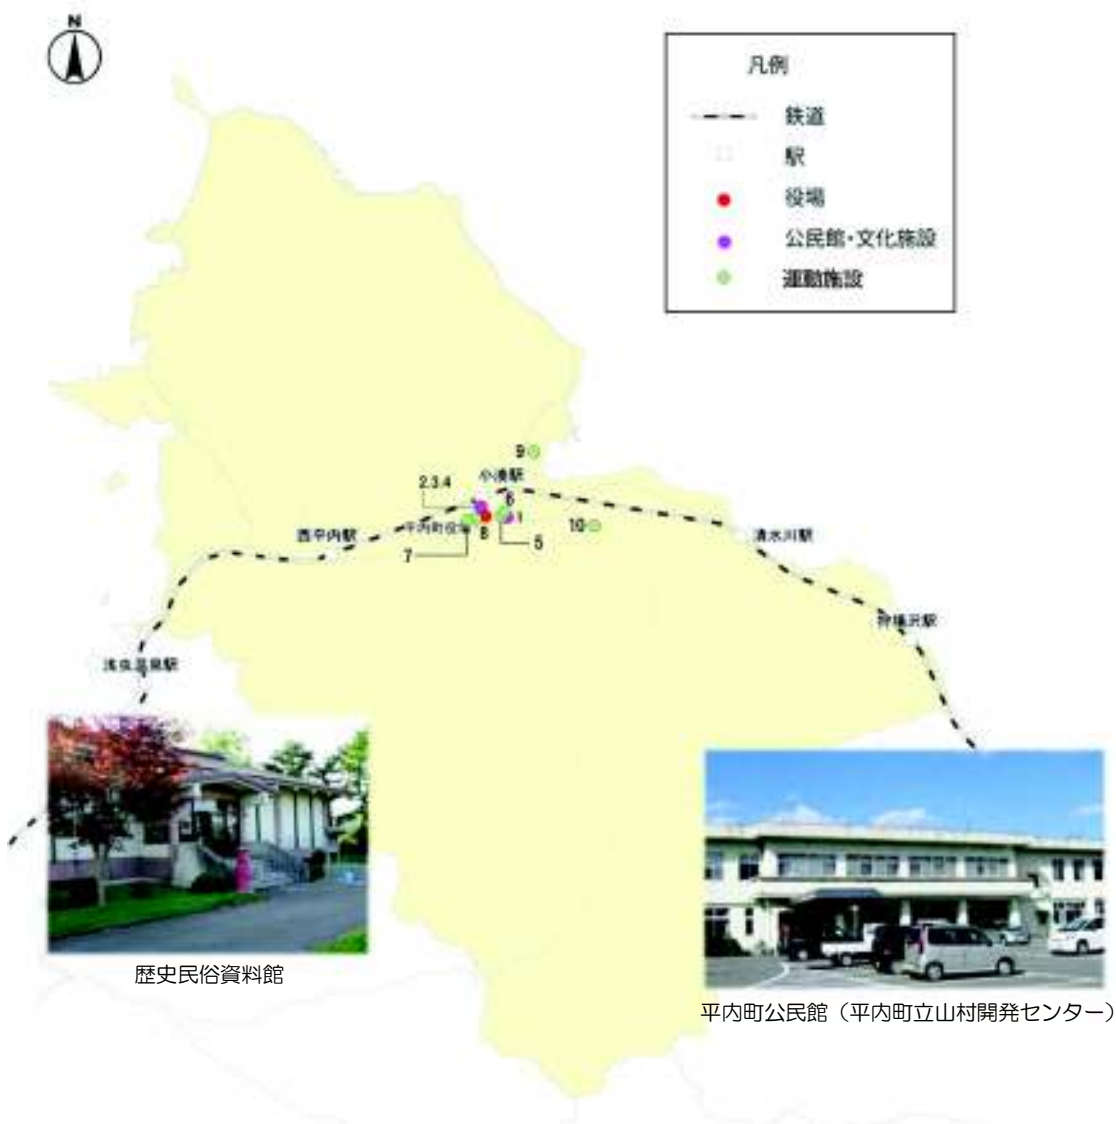 N
凡例
鉄道
駅
役場
公民館・文化施設
運動施設
9
小湊駅
2.3.4
6
1
西平内駅
平内町役場
8
10
清水川駅
7
5
狩場沢駅
浅虫温泉駅
歴史民俗資料館
平内町公民館（平内町立山村開発センター）